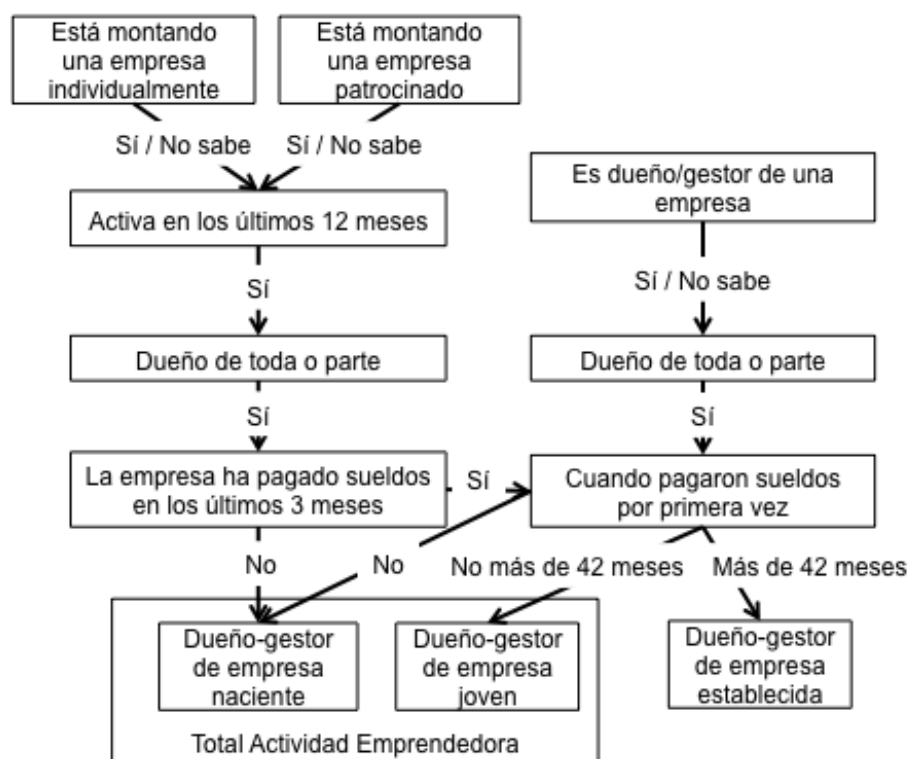 Está montando
una empresa
individualmente
Está montando
una empresa
patrocinado
Sí / No sabe
Sí / No sabe
Es dueño/gestor de una
empresa
Activa en los últimos 12 meses
Sí
Sí / No sabe
Dueño de toda o parte
Dueño de toda o parte
Sí
Sí
La empresa ha pagado sueldos
en los últimos 3 meses
Sí
Cuando pagaron sueldos
por primera vez
No
No
No más de 42 meses
Más de 42 meses
Dueño-gestor
de empresa
naciente
Dueño-gestor
de empresa
joven
Dueño-gestor
de empresa
establecida
Total Actividad Emprendedora